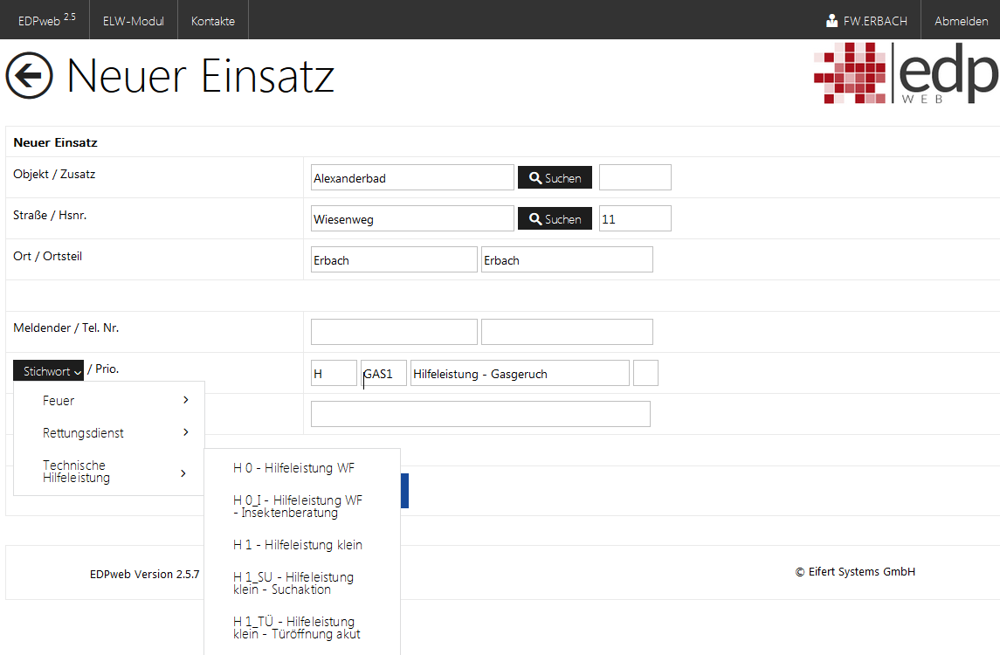 EDPweb 2.5 ELW-Modul Kontakte FW.ERBACH Abmelden
Neuer Einsatz
edp
WEB
Neuer Einsatz
Objekt / Zusatz Alexanderbad Suchen
Straße / Hsnr. Wiesenweg Suchen 11
Ort / Ortsteil Erbach Erbach
Meldender / Tel. Nr.
Stichwort / Prio. H GAS1 Hilfeleistung - Gasgeruch
Feuer
Rettungsdienst
Technische
Hilfeleistung
H 0 - Hilfeleistung WF
H 0_I - Hilfeleistung WF
- Insektenberatung
H 1 - Hilfeleistung klein
H 1_SU - Hilfeleistung
klein - Suchaktion
H 1_TÜ - Hilfeleistung
klein - Türöffnung akut
EDPweb Version 2.5.7 © Eifert Systems GmbH